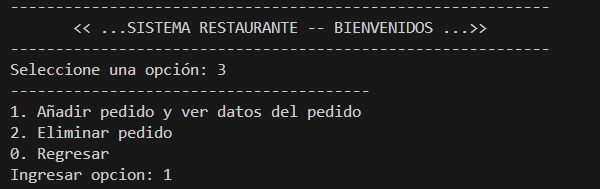 ------------------------------------------------------------
<< ...SISTEMA RESTAURANTE -- BIENVENIDOS ...>>
------------------------------------------------------------
Seleccione una opción: 3
----------------------------------------
1. Añadir pedido y ver datos del pedido
2. Eliminar pedido
0. Regresar
Ingresar opcion: 1